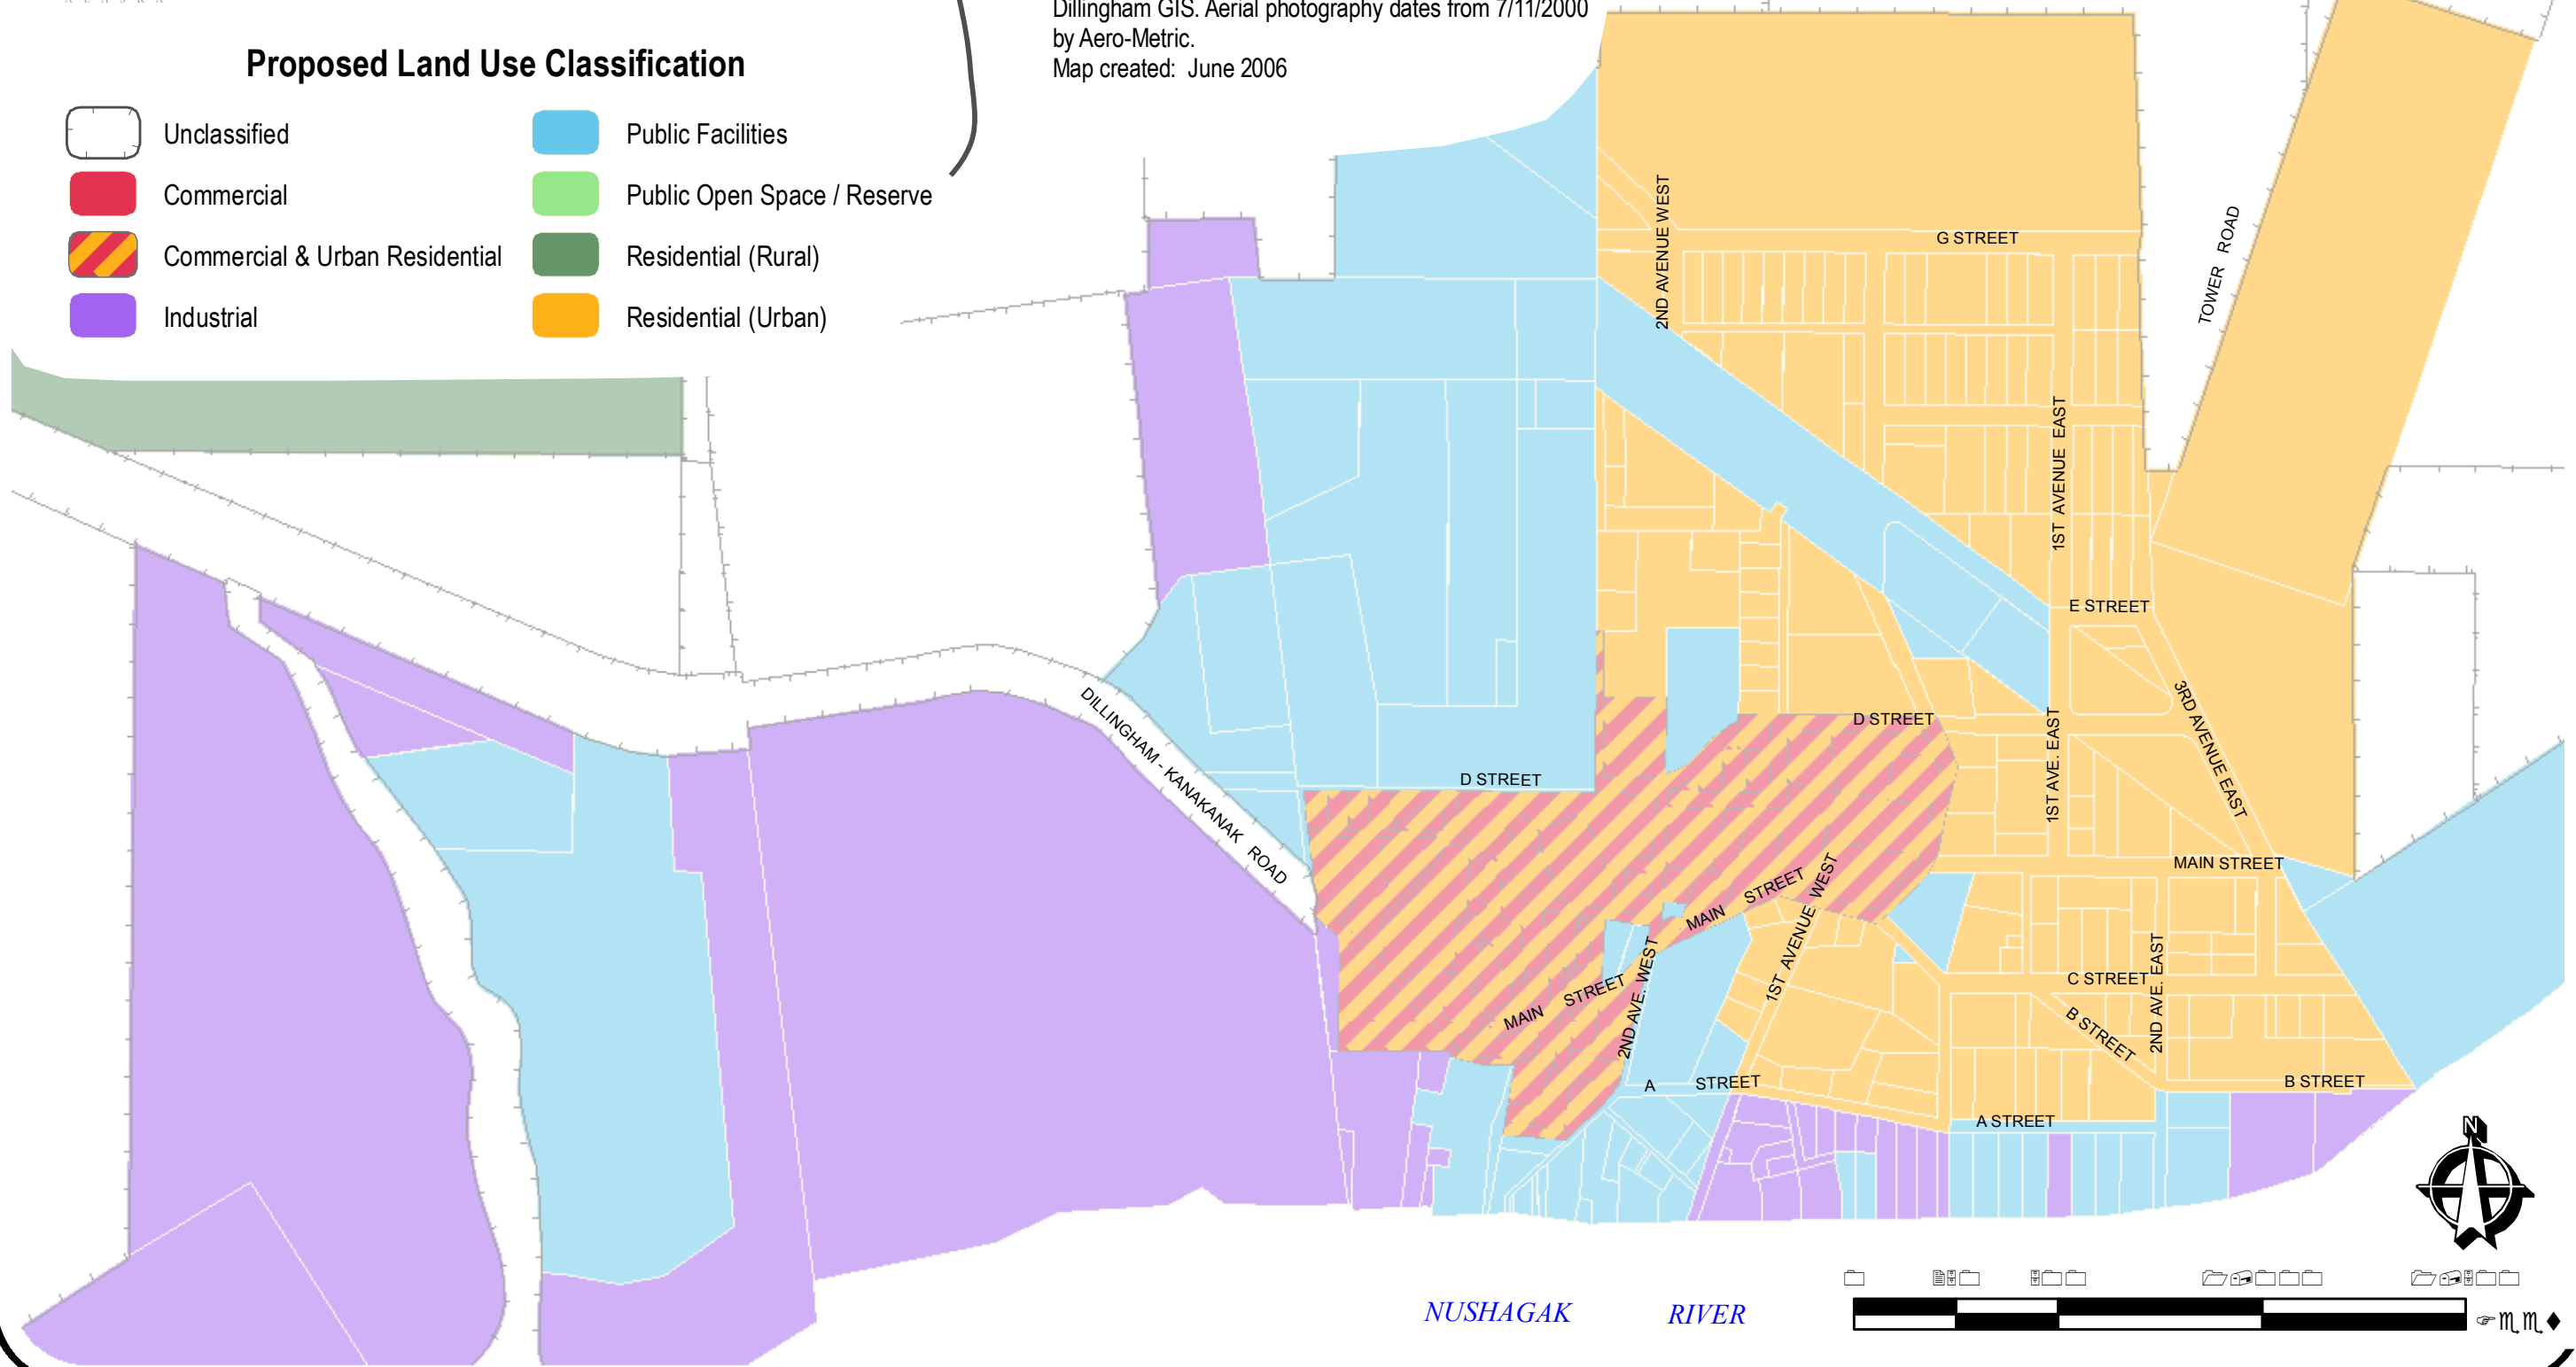 Dillingham GIS. Aerial photography dates from 7/11/2000
by Aero-Metric.
Map created: June 2006
Proposed Land Use Classification
Unclassified
Commercial
Commercial & Urban Residential
Industrial
Public Facilities
Public Open Space / Reserve
Residential (Rural)
Residential (Urban)
2ND AVENUE WEST
G STREET
TOWER ROAD
1ST AVENUE EAST
E STREET
3RD AVENUE EAST
D STREET
1ST AVE. EAST
DILLINGHAM - KANAKANAK ROAD
D STREET
MAIN STREET
MAIN STREET
1ST AVENUE WEST
2ND AVE. WEST
MAIN STREET
C STREET
2ND AVE. EAST
B STREET
A STREET
B STREET
A STREET
N
NUSHAGAK RIVER